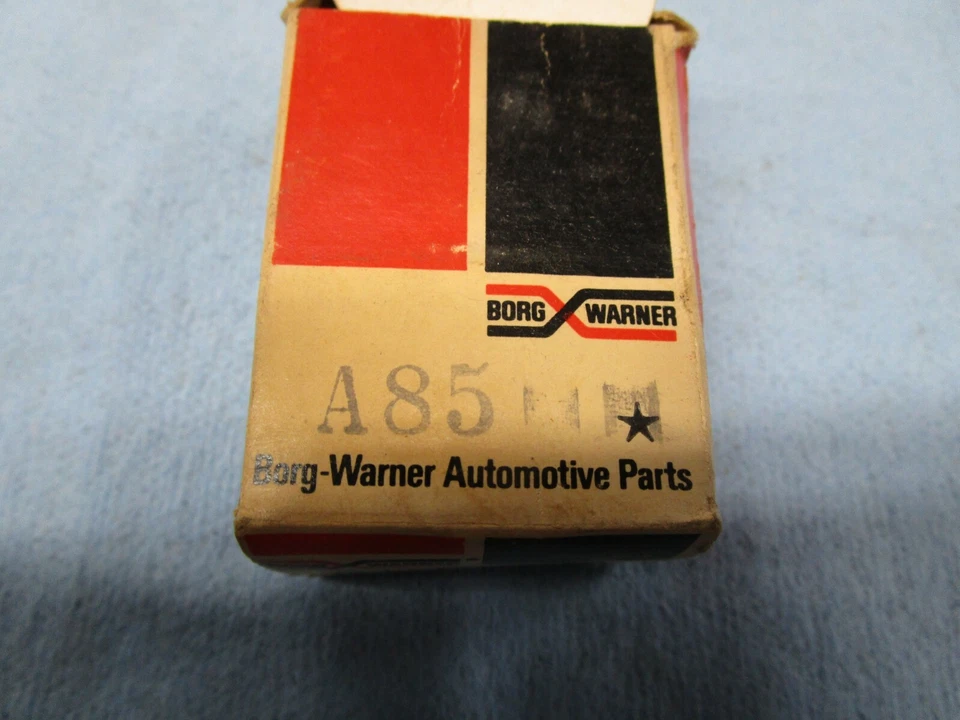 BORG WARNER
A85
Borg-Warner Automotive Parts